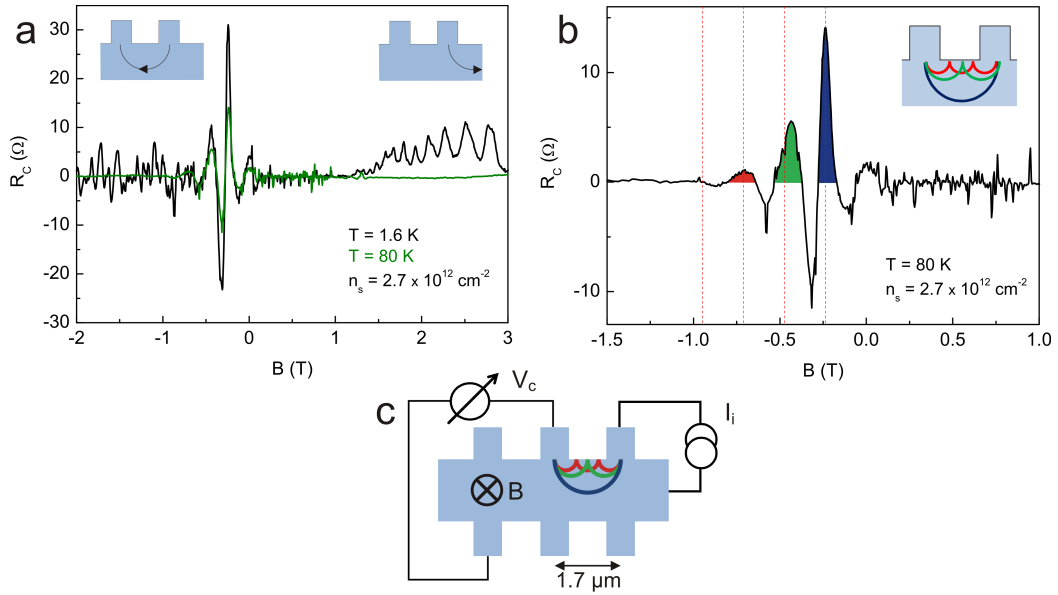 a
30
20
10
0
-10
-20
-30
R_C (Ω)
T = 1.6 K
T = 80 K
n_s = 2.7 x 10^12 cm^-2
-2
-1
0
1
2
3
B (T)
b
10
0
-10
R_C (Ω)
T = 80 K
n_s = 2.7 x 10^12 cm^-2
-1.5
-1.0
-0.5
0.0
0.5
1.0
B (T)
c
V_c
I_i
B
1.7 µm